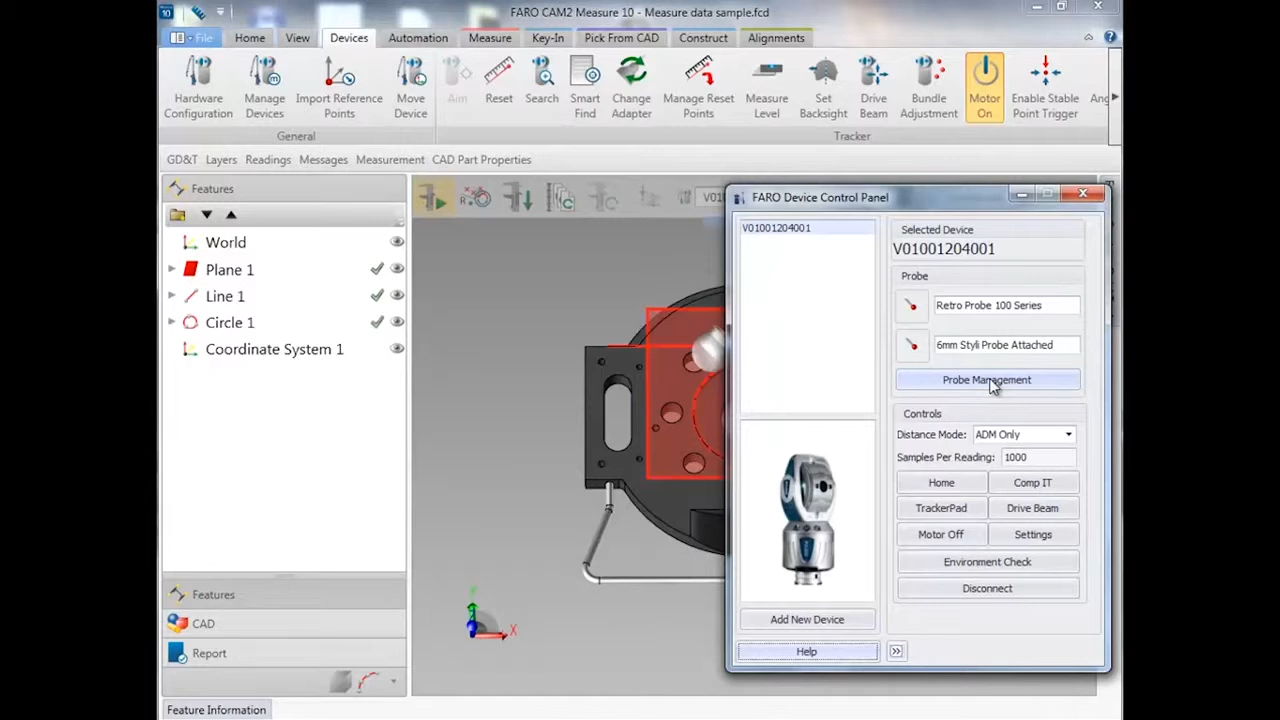 10
FARO CAM2 Measure 10 - Measure data sample.fcd
File Home View Devices Automation Measure Key-In Pick From CAD Construct Alignments
Hardware Configuration
Manage Devices
Import Reference Points
Move Device
Aim
Reset
Search
Smart Find
Change Adapter
Manage Reset Points
Measure Level
Set Backsight
Drive Beam
Bundle Adjustment
Motor On
Enable Stable Point Trigger
General
Tracker
GD&T Layers Readings Messages Measurement CAD Part Properties
Features
World
Plane 1
Line 1
Circle 1
Coordinate System 1
Features
CAD
Report
Feature Information
X
FARO Device Control Panel
V01001204001
Selected Device
V01001204001
Probe
Retro Probe 100 Series
6mm Styli Probe Attached
Probe Management
Controls
Distance Mode: ADM Only
Samples Per Reading: 1000
Home Comp IT
TrackerPad Drive Beam
Motor Off Settings
Environment Check
Disconnect
Add New Device
Help